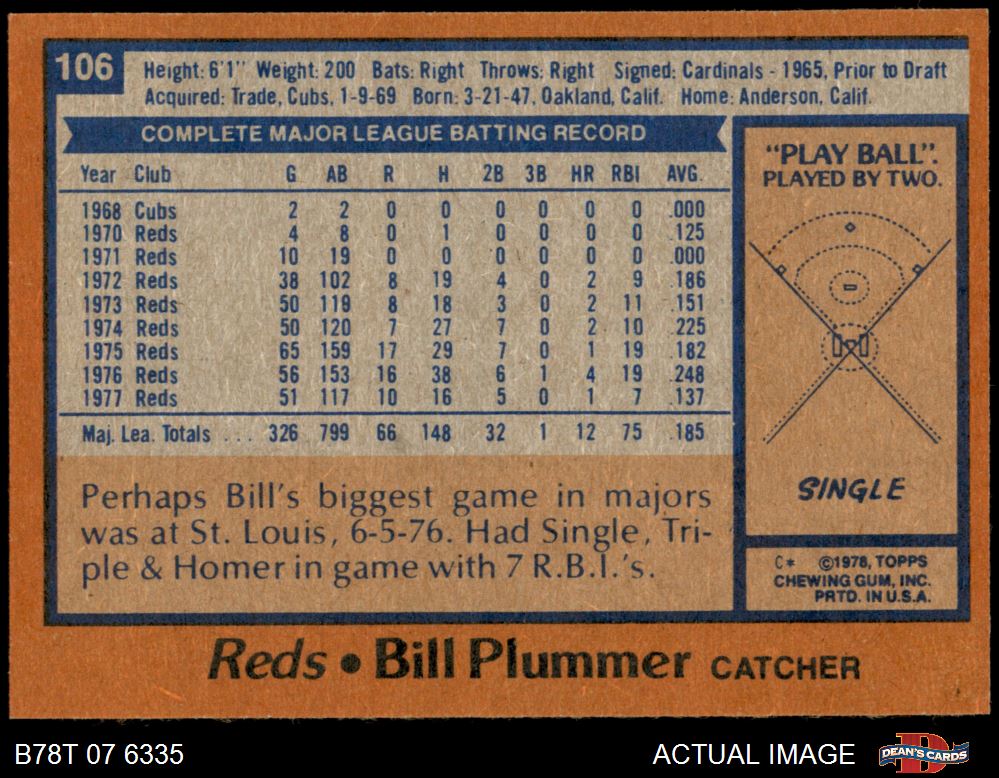 106
Height: 6'1" Weight: 200 Bats: Right Throws: Right Signed: Cardinals - 1965, Prior to Draft
Acquired: Trade, Cubs, 1-9-69 Born: 3-21-47, Oakland, Calif. Home: Anderson, Calif.
COMPLETE MAJOR LEAGUE BATTING RECORD
Year Club G AB R H 2B 3B HR RBI AVG.
1968 Cubs 2 2 0 0 0 0 0 0 .000
1970 Reds 4 8 0 1 0 0 0 0 .125
1971 Reds 10 19 0 0 0 0 0 0 .000
1972 Reds 38 102 8 19 4 0 2 9 .186
1973 Reds 50 119 8 18 3 0 2 11 .151
1974 Reds 50 120 7 27 7 0 2 10 .225
1975 Reds 65 159 17 29 7 0 1 19 .182
1976 Reds 56 153 16 38 6 1 4 19 .248
1977 Reds 51 117 10 16 5 0 1 7 .137
Maj. Lea. Totals ... 326 799 66 148 32 1 12 75 .185
Perhaps Bill's biggest game in majors
was at St. Louis, 6-5-76. Had Single, Tri-
ple & Homer in game with 7 R.B.I.'s.
"PLAY BALL".
PLAYED BY TWO.
SINGLE
C* ©1978, TOPPS
CHEWING GUM, INC.
PRTD. IN U.S.A.
Reds • Bill Plummer CATCHER
B78T 07 6335
ACTUAL IMAGE
DEAN'S CARDS